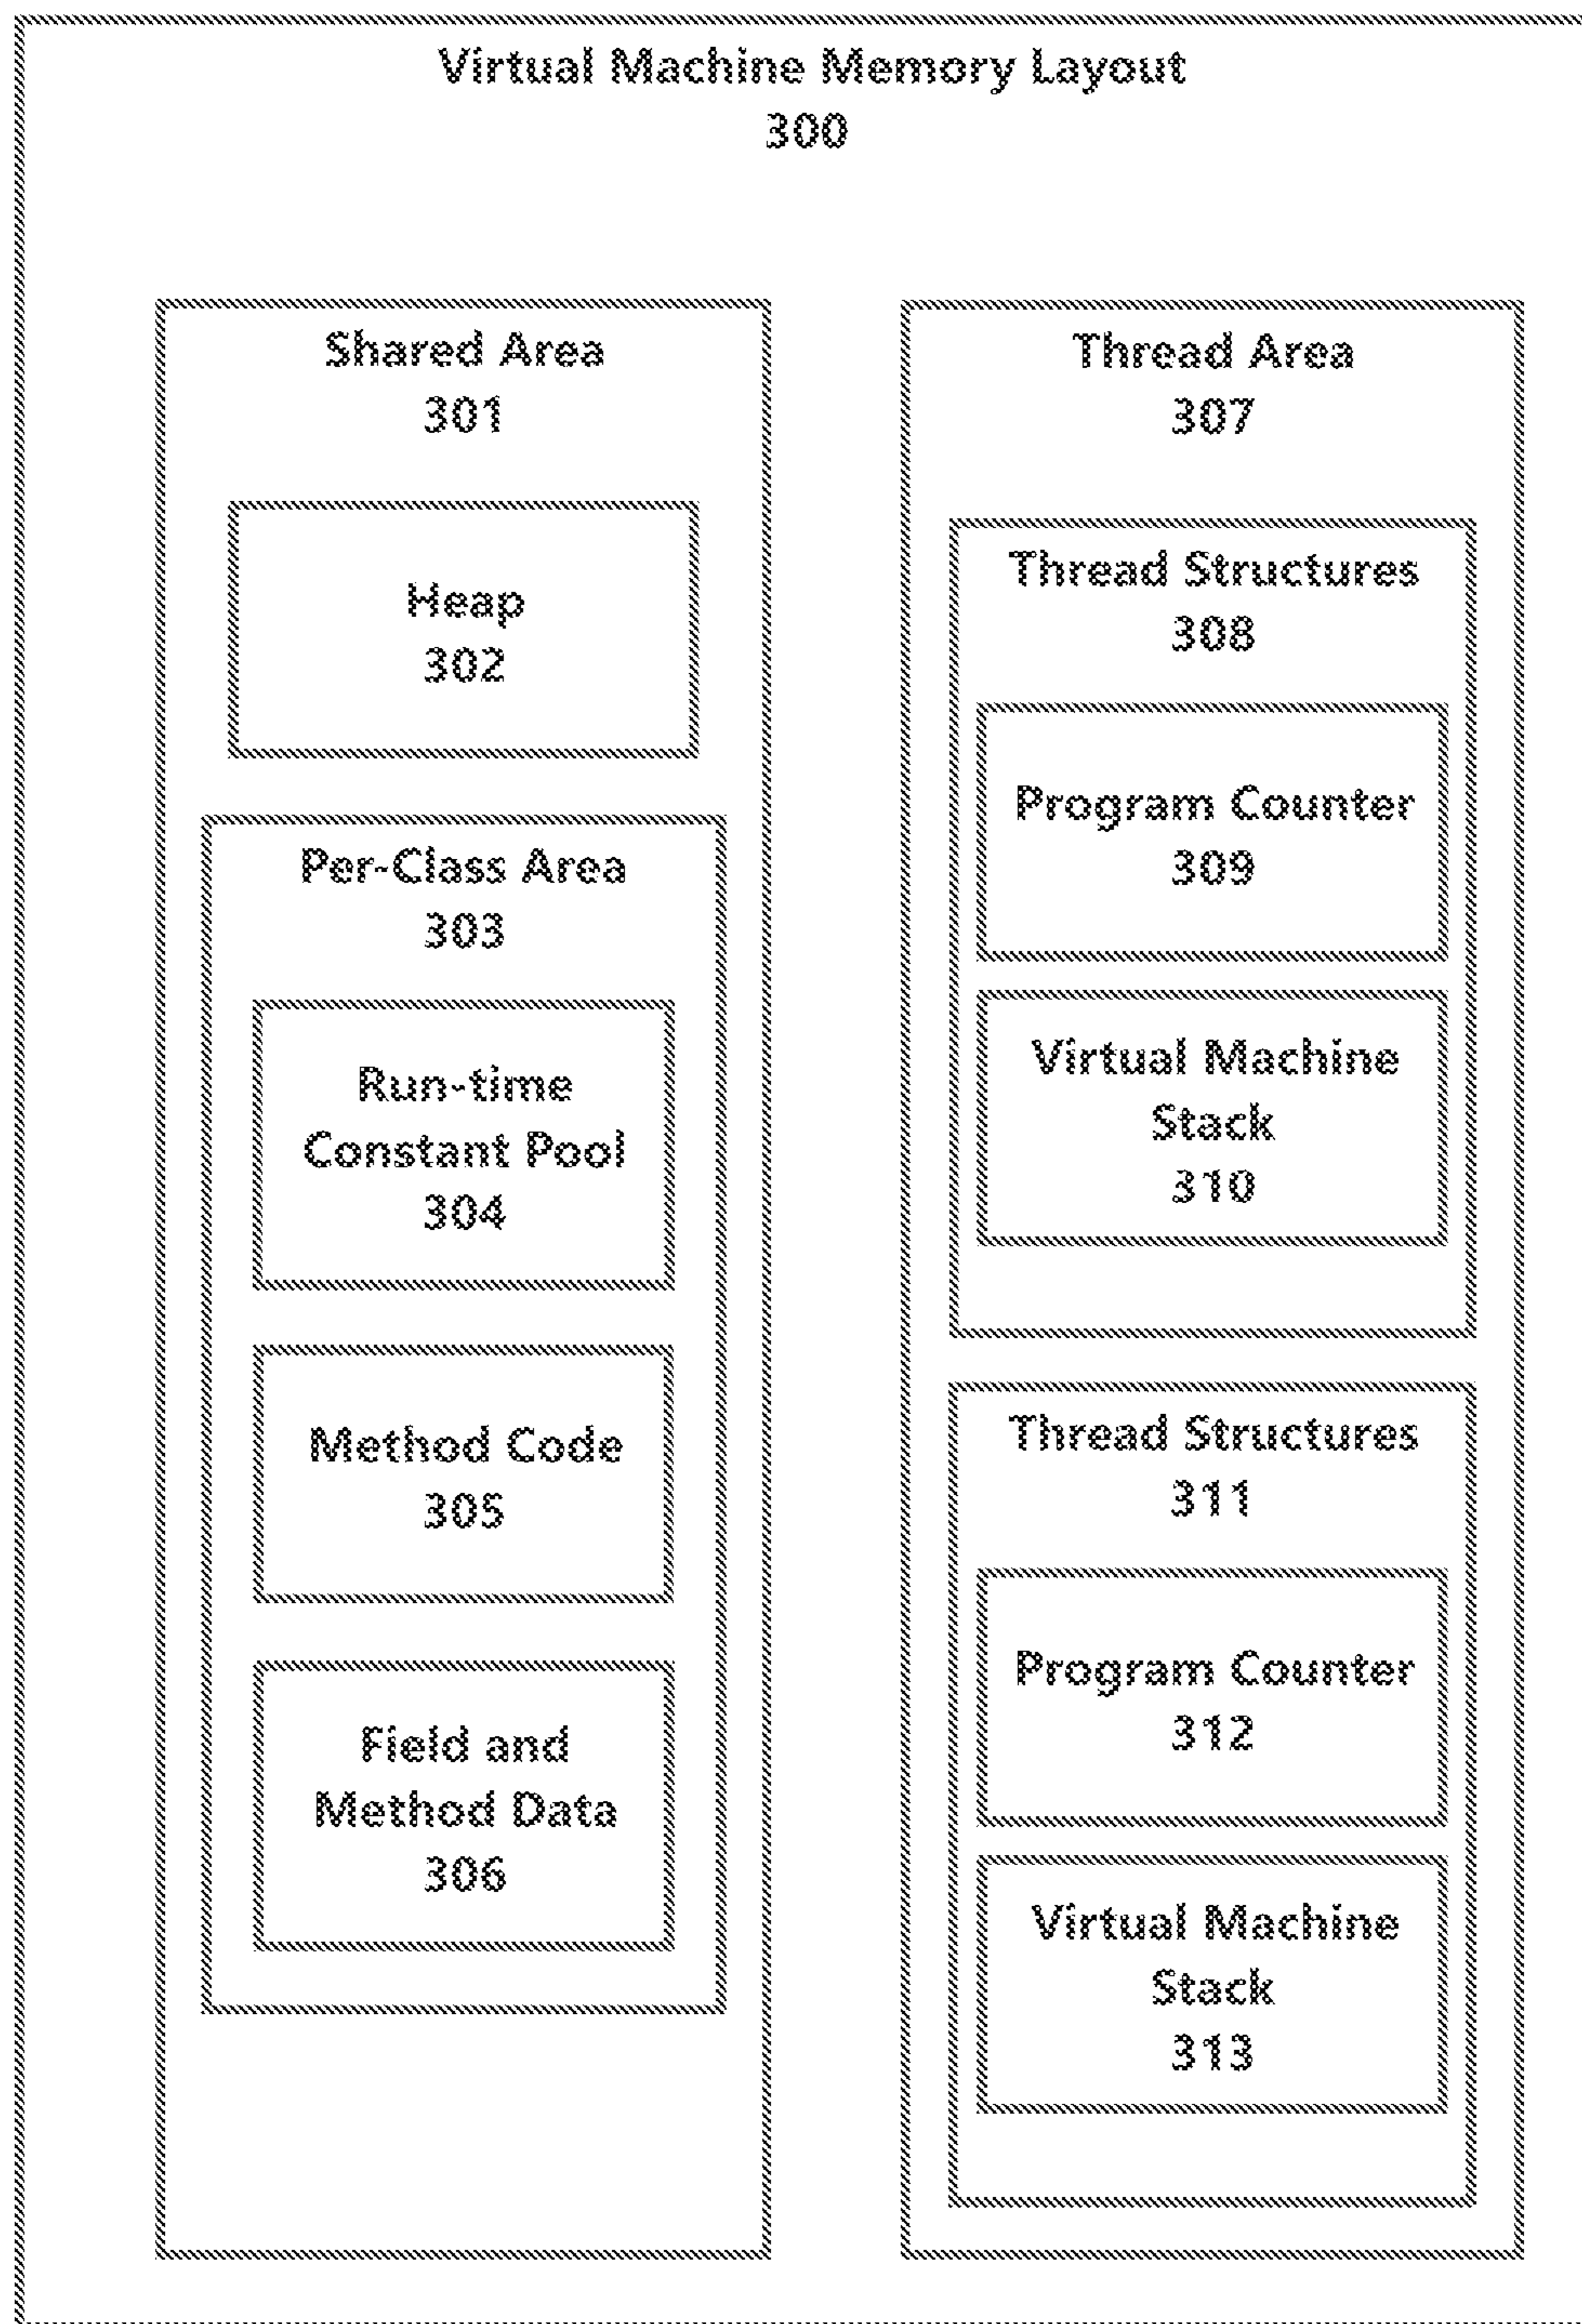 Virtual Machine Memory Layout
300
Shared Area
301
Heap
302
Per-Class Area
303
Run-time
Constant Pool
304
Method Code
305
Field and
Method Data
306
Thread Area
307
Thread Structures
308
Program Counter
309
Virtual Machine
Stack
310
Thread Structures
311
Program Counter
312
Virtual Machine
Stack
313